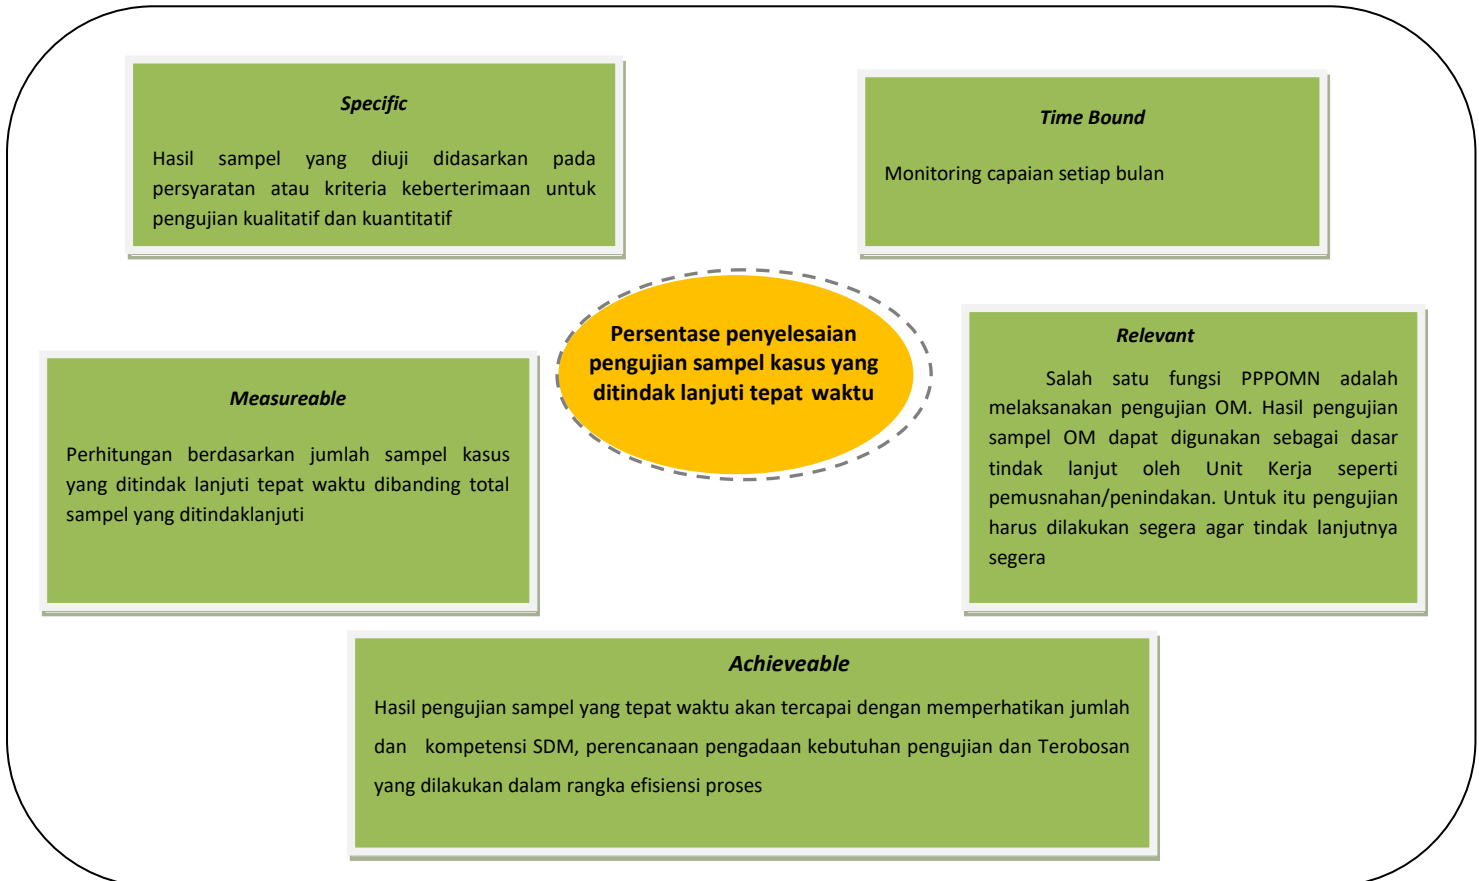 Specific
Hasil sampel yang diuji didasarkan pada
persyaratan atau kriteria keberterimaan untuk
pengujian kualitatif dan kuantitatif
Time Bound
Monitoring capaian setiap bulan
Persentase penyelesaian
pengujian sampel kasus yang
ditindak lanjuti tepat waktu
Measureable
Perhitungan berdasarkan jumlah sampel kasus
yang ditindak lanjuti tepat waktu dibanding total
sampel yang ditindaklanjuti
Relevant
Salah satu fungsi PPPOMN adalah
melaksanakan pengujian OM. Hasil pengujian
sampel OM dapat digunakan sebagai dasar
tindak lanjut oleh Unit Kerja seperti
pemusnahan/penindakan. Untuk itu pengujian
harus dilakukan segera agar tindak lanjutnya
segera
Achieveable
Hasil pengujian sampel yang tepat waktu akan tercapai dengan memperhatikan jumlah
dan kompetensi SDM, perencanaan pengadaan kebutuhan pengujian dan Terobosan
yang dilakukan dalam rangka efisiensi proses